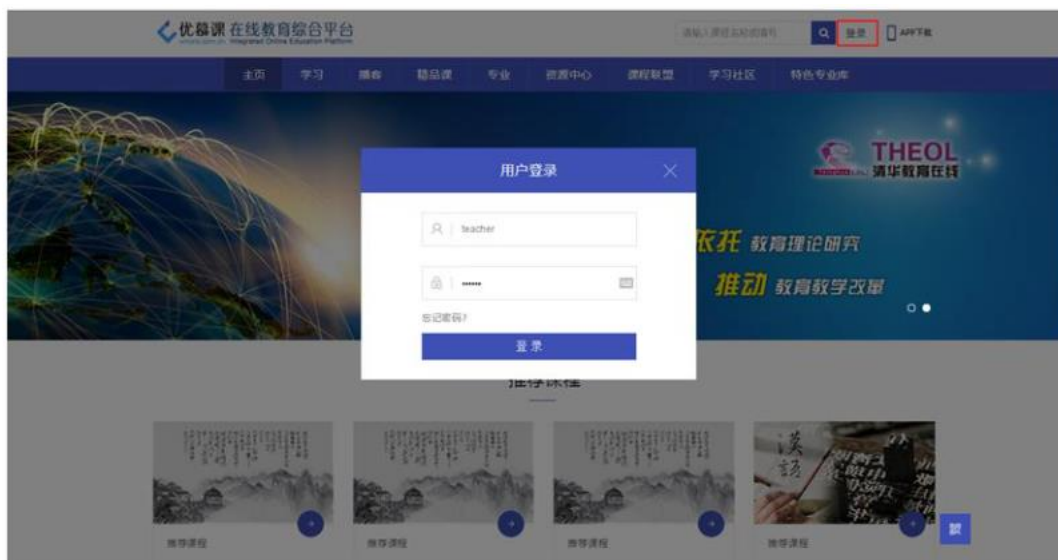 优慕课 在线教育综合平台
Integrated Online Education Platform
登录
APP下载
主页 学习 播客 精品课 专业 资源中心 课程联盟 学习社区 特色专业库
用户登录
THEOL
清华教育在线
teacher
依托 教育理论研究
推动 教育教学改革
忘记密码?
登 录
推荐课程
漢
語
推荐课程 推荐课程 推荐课程 推荐课程